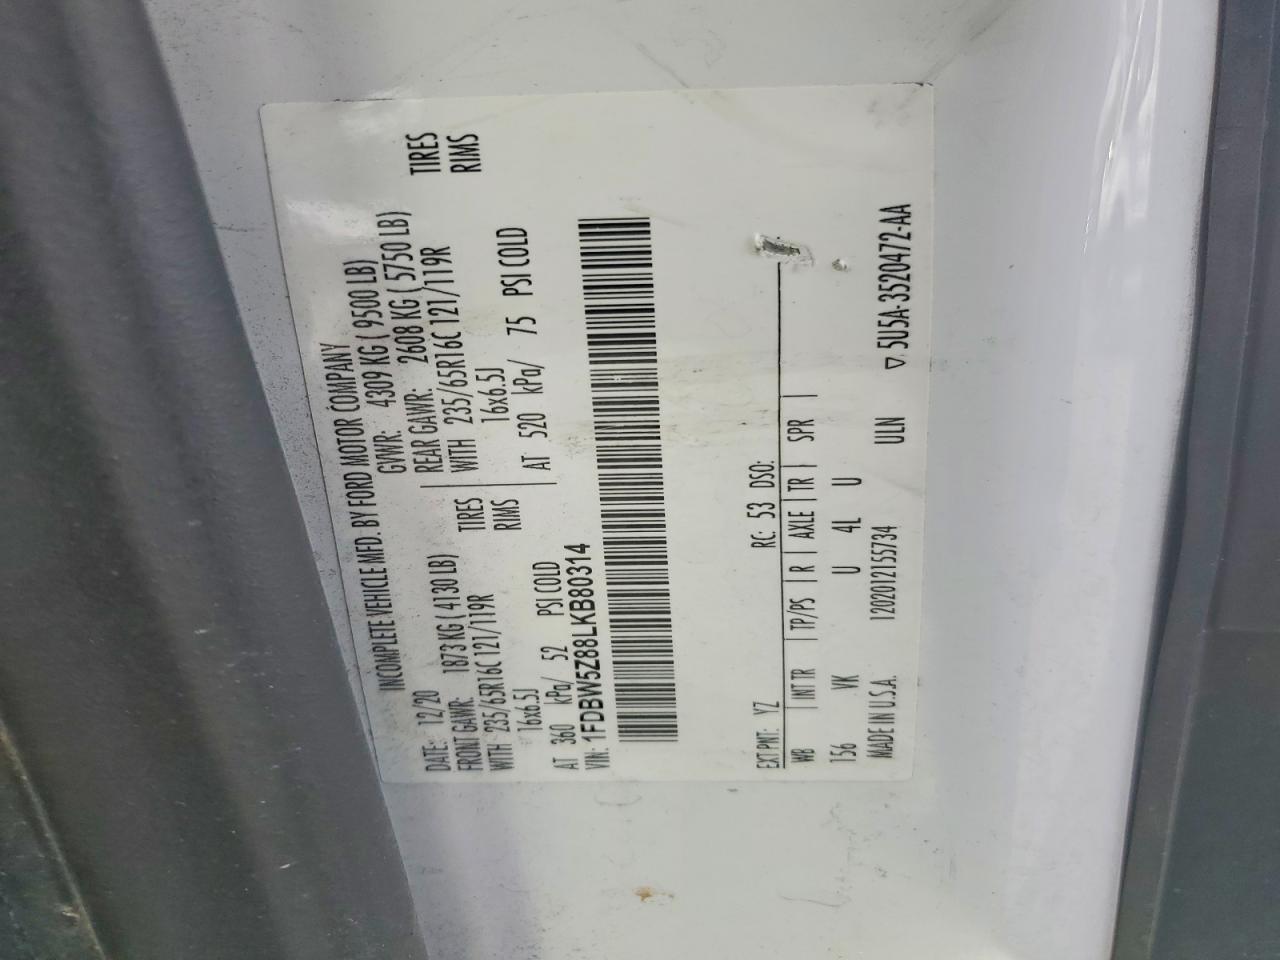 INCOMPLETE VEHICLE MFD. BY FORD MOTOR COMPANY
DATE: 12/20 GVWR: 4309 KG ( 9500 LB)
FRONT GAWR: 1873 KG ( 4130 LB) REAR GAWR: 2608 KG ( 5750 LB)
WITH 235/65R16C 121/119R TIRES WITH 235/65R16C 121/119R TIRES
16x6.5J RIMS 16x6.5J RIMS
AT 360 kPa/ 52 PSI COLD AT 520 kPa/ 75 PSI COLD
VIN: 1FDBW5Z88LKB80314
EXT PNT: YZ RC: 53 DSO:
WB | INT TR | TP/PS | R | AXLE | TR | SPR |
156 VK U 4L U
MADE IN U.S.A. 1202012155734 ULN ▽ 5U5A-3520472-AA